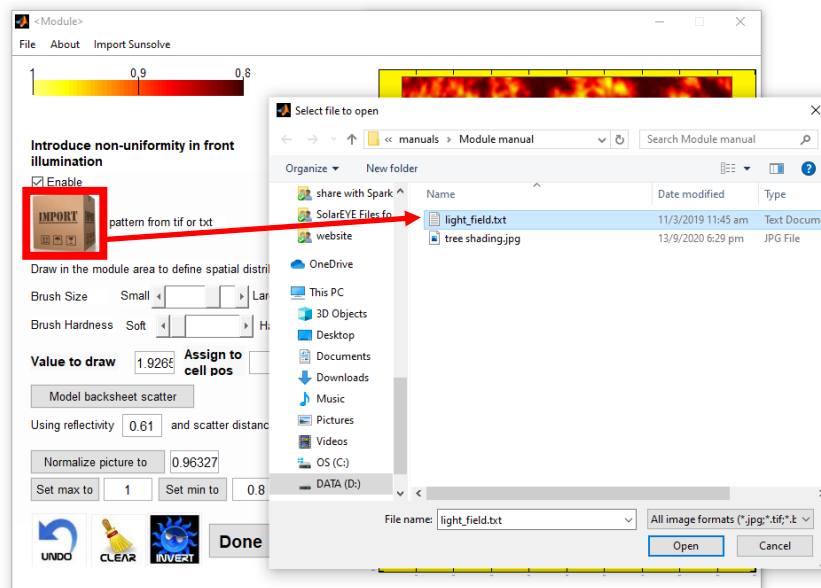 <Module>
File About Import Sunsolve
1 0,9 0,8
Introduce non-uniformity in front
illumination
Enable
IMPORT
pattern from tif or txt
Draw in the module area to define spatial distri
Brush Size Small Lar
Brush Hardness Soft Ha
Value to draw 1.9265 Assign to
cell pos
Model backsheet scatter
Using reflectivity 0.61 and scatter distanc
Normalize picture to 0.96327
Set max to 1 Set min to 0.8
UNDO CLEAR INVERT Done
Select file to open
« manuals > Module manual Search Module manual
Organize New folder
share with Spark
SolarEYE Files fo
website
OneDrive
This PC
3D Objects
Desktop
Documents
Downloads
Music
Pictures
Videos
OS (C:)
DATA (D:)
Name Date modified Type
light_field.txt 11/3/2019 11:45 am Text Docum
tree shading.jpg 13/9/2020 6:29 pm JPG File
File name: light_field.txt All image formats (*.jpg;*.tif;*.t
Open Cancel